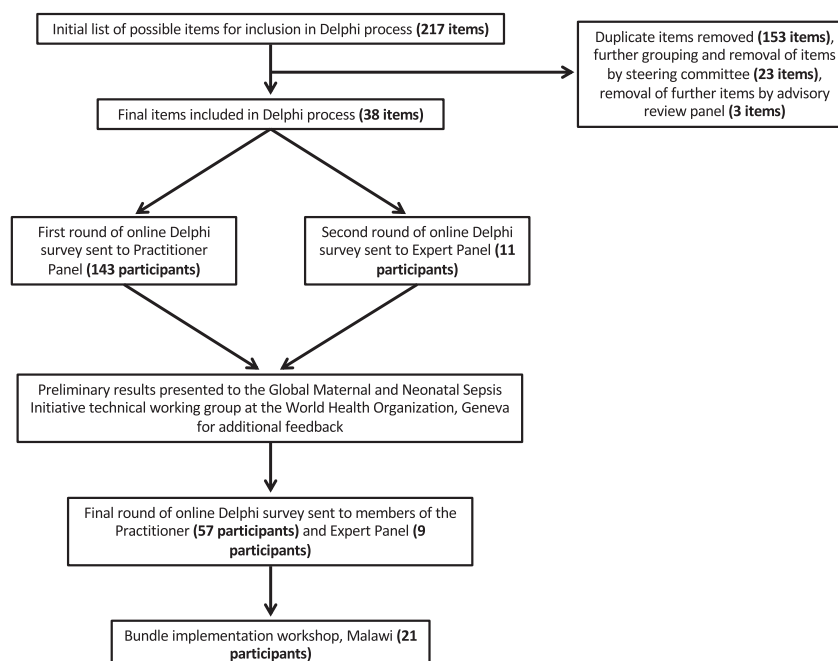 Initial list of possible items for inclusion in Delphi process (217 items)
Duplicate items removed (153 items),
further grouping and removal of items
by steering committee (23 items),
removal of further items by advisory
review panel (3 items)
Final items included in Delphi process (38 items)
First round of online Delphi
survey sent to Practitioner
Panel (143 participants)
Second round of online Delphi
survey sent to Expert Panel (11
participants)
Preliminary results presented to the Global Maternal and Neonatal Sepsis
Initiative technical working group at the World Health Organization, Geneva
for additional feedback
Final round of online Delphi survey sent to members of the
Practitioner (57 participants) and Expert Panel (9
participants)
Bundle implementation workshop, Malawi (21
participants)